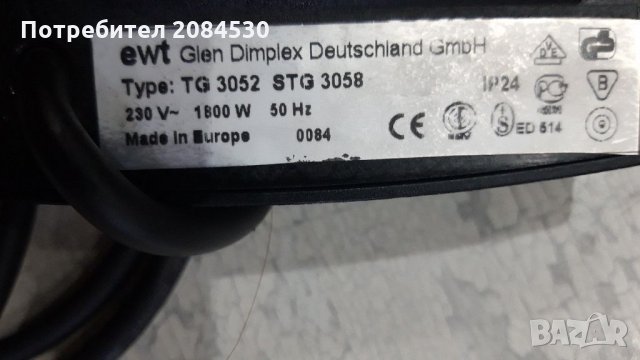 Потребител 2084530
ewt Glen Dimplex Deutschland GmbH
Type: TG 3052 STG 3058 IP24
230 V~ 1800 W 50 Hz
Made in Europe 0084 CE S ED 514
B
BAZAR